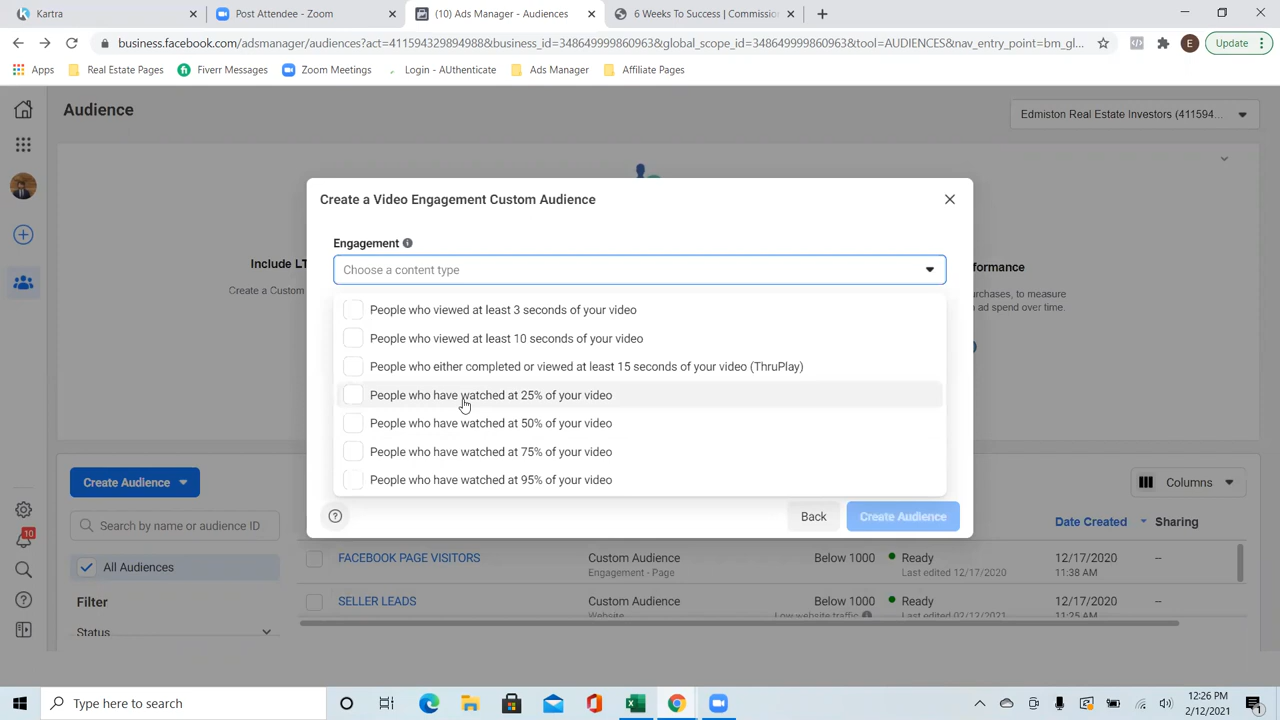 Kartra
Post Attendee - Zoom
(10) Ads Manager - Audiences
6 Weeks To Success | Commissio
business.facebook.com/adsmanager/audiences?act=411594329894988&business_id=348649999860963&global_scope_id=348649999860963&tool=AUDIENCES&nav_entry_point=bm_gl...
E
Update
Apps
Real Estate Pages
Fiverr Messages
Zoom Meetings
Login - AUthenticate
Ads Manager
Affiliate Pages
Audience
Edmiston Real Estate Investors (411594...
Create a Video Engagement Custom Audience
Engagement
Include LT
formance
Choose a content type
Create a Custom
urchases, to measure
ad spend over time.
People who viewed at least 3 seconds of your video
People who viewed at least 10 seconds of your video
People who either completed or viewed at least 15 seconds of your video (ThruPlay)
People who have watched at 25% of your video
People who have watched at 50% of your video
People who have watched at 75% of your video
People who have watched at 95% of your video
Create Audience
Columns
Back
Create Audience
Search by name or audience ID
Date Created
Sharing
10
All Audiences
FACEBOOK PAGE VISITORS
Custom Audience
Engagement - Page
Below 1000
Ready
Last edited 12/17/2020
12/17/2020
11:38 AM
–
Filter
SELLER LEADS
Custom Audience
Website
Below 1000
Low website traffic
Ready
Last edited 02/12/2021
12/17/2020
11:25 AM
–
Status
Type here to search
12:26 PM
2/12/2021
1